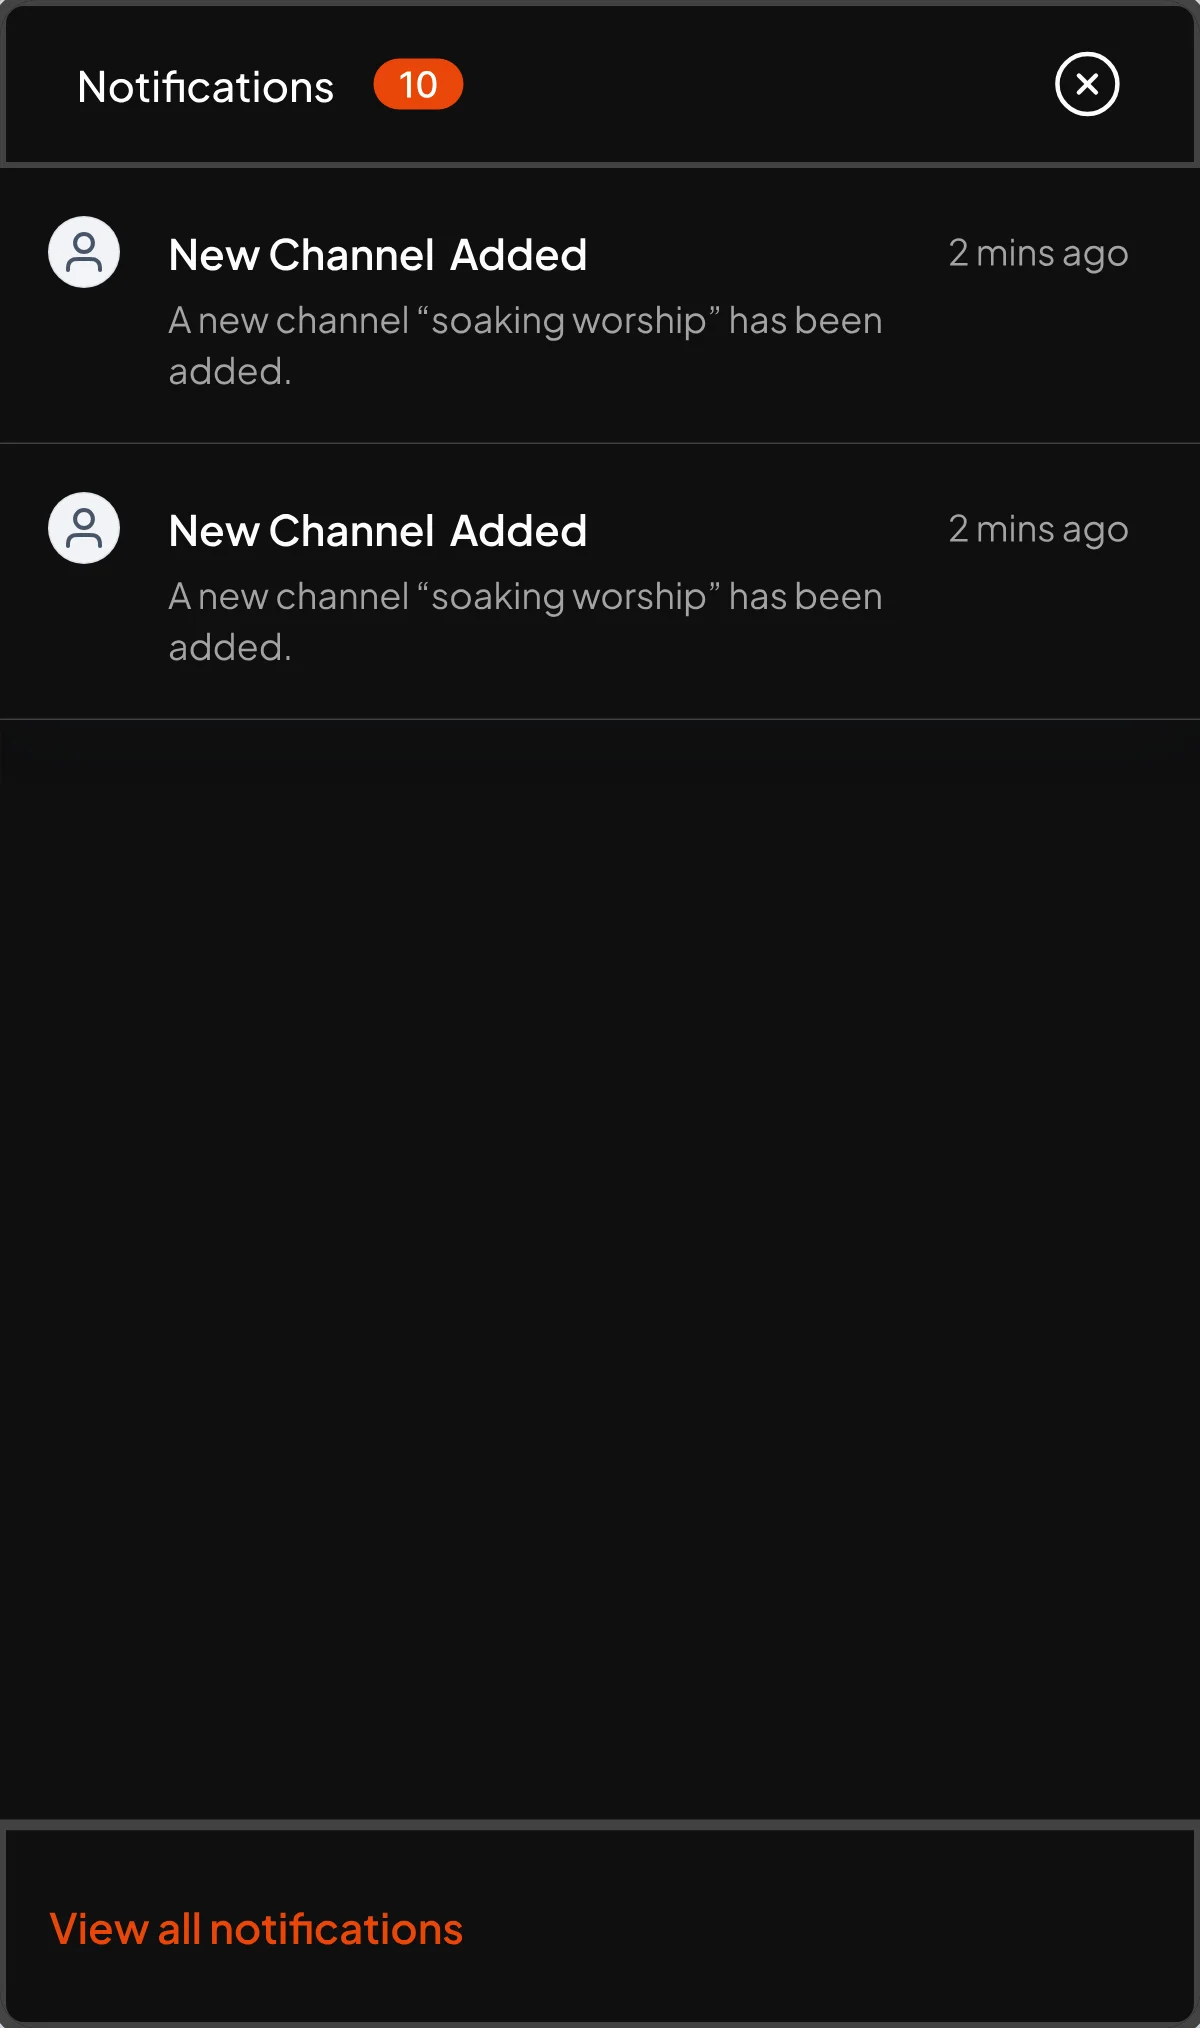 Notifications 10
New Channel Added 2 mins ago
A new channel “soaking worship” has been
added.
New Channel Added 2 mins ago
A new channel “soaking worship” has been
added.
View all notifications